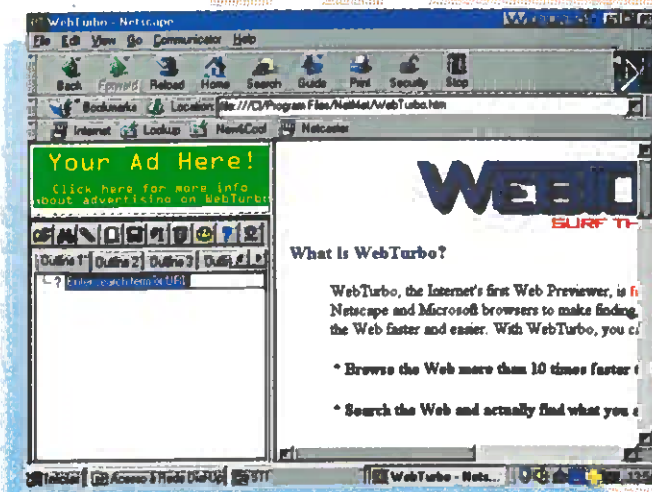 WebTurbo - Netscape
File Edit View Go Communicator Help
Back Forward Reload Home Search Guide Print Security Stop
Bookmarks Location: file:///C|/Program Files/NetMet/WebTurbo.htm
Internet Lookup New&Cool Netcaster
Your Ad Here!
Click here for more info
about advertising on WebTurbo
Outline 1 Outline 2 Outline 3
Enter search term or URL
WEB
SURF TH
What is WebTurbo?
WebTurbo, the Internet's first Web Previewer, is
Netscape and Microsoft browsers to make finding,
the Web faster and easier. With WebTurbo, you ca
* Browse the Web more than 10 times faster
* Search the Web and actually find what you
Iniciar Acesso à Rede Dial-Up WebTurbo - Nets...